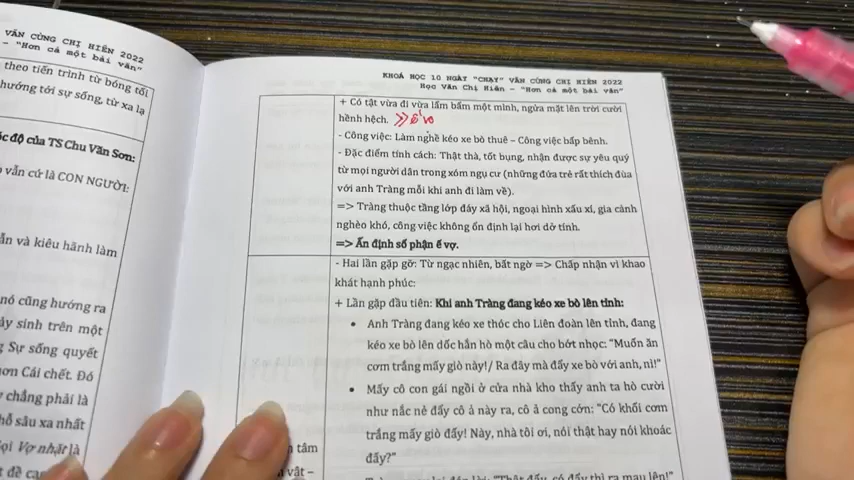 VĂN CÙNG CHỊ HIÊN 2022
– "Hơn cả một bài văn"
theo tiến trình từ bóng tối
hướng tới sự sống, từ xa lạ
độ của TS Chu Văn Sơn:
vẫn cứ là CON NGƯỜI:
và kiêu hãnh làm
nó cũng hướng ra
sinh trên một
Sự sống quyết
Cái chết. Đó
chẳng phải là
sâu xa nhất
Vợ nhặt là
KHOÁ HỌC 10 NGÀY "CHẠY" VĂN CÙNG CHỊ HIÊN 2022
Học Văn Chị Hiên – "Hơn cả một bài văn"
+ Có tật vừa đi vừa lẩm bẩm một mình, ngửa mặt lên trời cười
hềnh hệch. >> ế vợ
- Công việc: Làm nghề kéo xe bò thuê – Công việc bấp bênh.
- Đặc điểm tính cách: Thật thà, tốt bụng, nhận được sự yêu quý
từ mọi người dân trong xóm ngụ cư (những đứa trẻ rất thích đùa
với anh Tràng mỗi khi anh đi làm về).
=> Tràng thuộc tầng lớp đáy xã hội, ngoại hình xấu xí, gia cảnh
nghèo khó, công việc không ổn định lại hơi dở tính.
=> Ấn định số phận ế vợ.
- Hai lần gặp gỡ: Từ ngạc nhiên, bất ngờ => Chấp nhận vì khao
khát hạnh phúc:
+ Lần gặp đầu tiên: Khi anh Tràng đang kéo xe bò lên tỉnh:
• Anh Tràng đang kéo xe thóc cho Liên đoàn lên tỉnh, đang
kéo xe bò lên dốc hắn hò một câu cho bớt nhọc: "Muốn ăn
cơm trắng mấy giò này!/ Ra đây mà đẩy xe bò với anh, nì!"
• Mấy cô con gái ngồi ở cửa nhà kho thấy anh ta hò cười
như nắc nẻ đẩy cô ả này ra, cô ả cong cớn: "Có khối cơm
trắng mấy giò đấy! Này, nhà tôi ơi, nói thật hay nói khoác
đấy?"
tâm
vật –